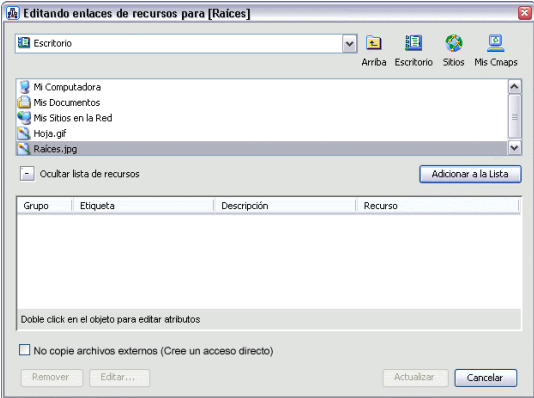 Editando enlaces de recursos para [Raíces]
Escritorio
Arriba Escritorio Sitios Mis Cmaps
Mi Computadora
Mis Documentos
Mis Sitios en la Red
Hoja.gif
Raíces.jpg
- Ocultar lista de recursos
Adicionar a la Lista
Grupo Etiqueta Descripción Recurso
Doble click en el objeto para editar atributos
No copie archivos externos (Cree un acceso directo)
Remover Editar... Actualizar Cancelar